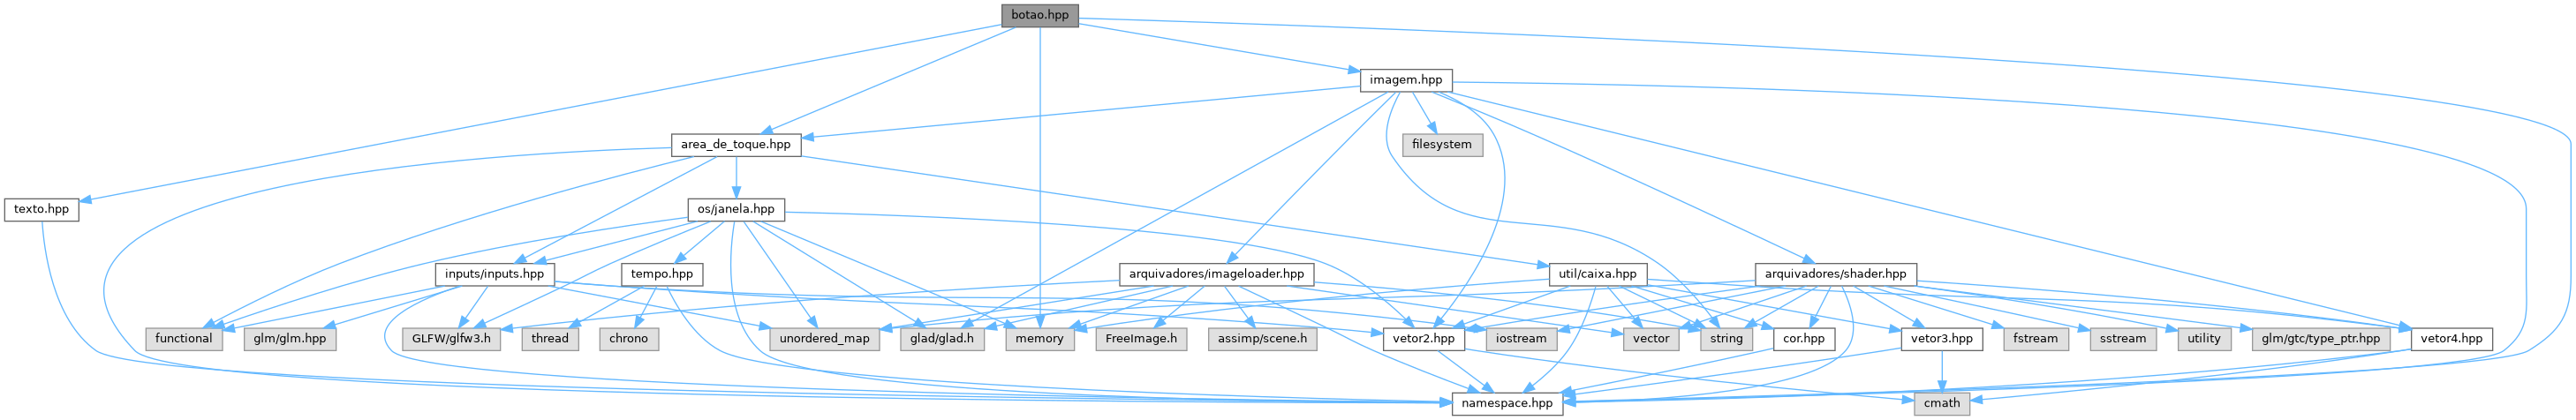 botao.hpp
imagem.hpp
filesystem
area_de_toque.hpp
texto.hpp
os/janela.hpp
inputs/inputs.hpp
tempo.hpp
arquivadores/imageloader.hpp
util/caixa.hpp
arquivadores/shader.hpp
functional
glm/glm.hpp
GLFW/glfw3.h
thread
chrono
unordered_map
glad/glad.h
memory
FreeImage.h
assimp/scene.h
vetor2.hpp
iostream
vector
string
cor.hpp
vetor3.hpp
fstream
sstream
utility
glm/gtc/type_ptr.hpp
vetor4.hpp
namespace.hpp
cmath